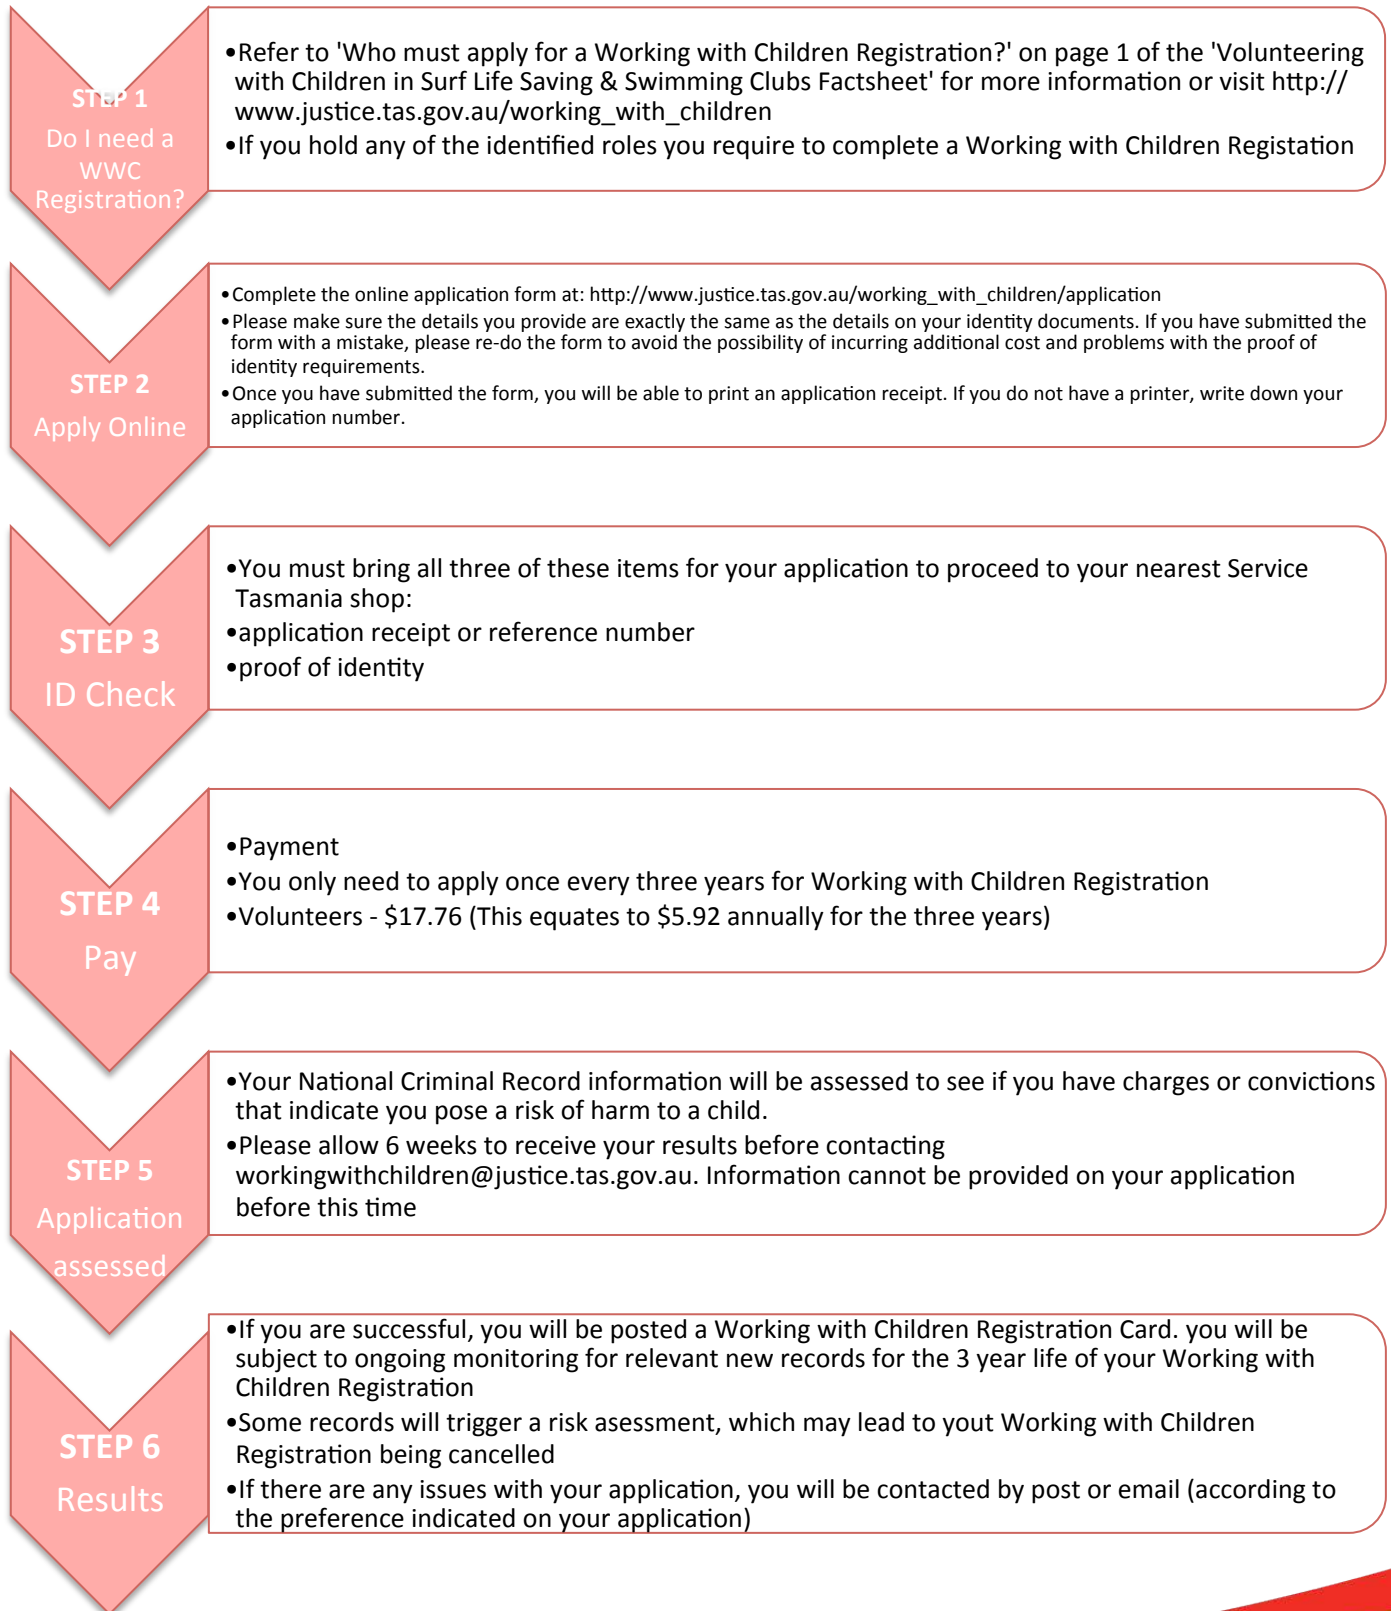 STEP 1
Do I need a
WWC
Registration?
•Refer to 'Who must apply for a Working with Children Registration?' on page 1 of the 'Volunteering
with Children in Surf Life Saving & Swimming Clubs Factsheet' for more information or visit http://
www.justice.tas.gov.au/working_with_children
•If you hold any of the identified roles you require to complete a Working with Children Registation
STEP 2
Apply Online
•Complete the online application form at: http://www.justice.tas.gov.au/working_with_children/application
•Please make sure the details you provide are exactly the same as the details on your identity documents. If you have submitted the
form with a mistake, please re-do the form to avoid the possibility of incurring additional cost and problems with the proof of
identity requirements.
•Once you have submitted the form, you will be able to print an application receipt. If you do not have a printer, write down your
application number.
STEP 3
ID Check
•You must bring all three of these items for your application to proceed to your nearest Service
Tasmania shop:
•application receipt or reference number
•proof of identity
STEP 4
Pay
•Payment
•You only need to apply once every three years for Working with Children Registration
•Volunteers - $17.76 (This equates to $5.92 annually for the three years)
STEP 5
Application
assessed
•Your National Criminal Record information will be assessed to see if you have charges or convictions
that indicate you pose a risk of harm to a child.
•Please allow 6 weeks to receive your results before contacting
workingwithchildren@justice.tas.gov.au. Information cannot be provided on your application
before this time
STEP 6
Results
•If you are successful, you will be posted a Working with Children Registration Card. you will be
subject to ongoing monitoring for relevant new records for the 3 year life of your Working with
Children Registration
•Some records will trigger a risk asessment, which may lead to yout Working with Children
Registration being cancelled
•If there are any issues with your application, you will be contacted by post or email (according to
the preference indicated on your application)